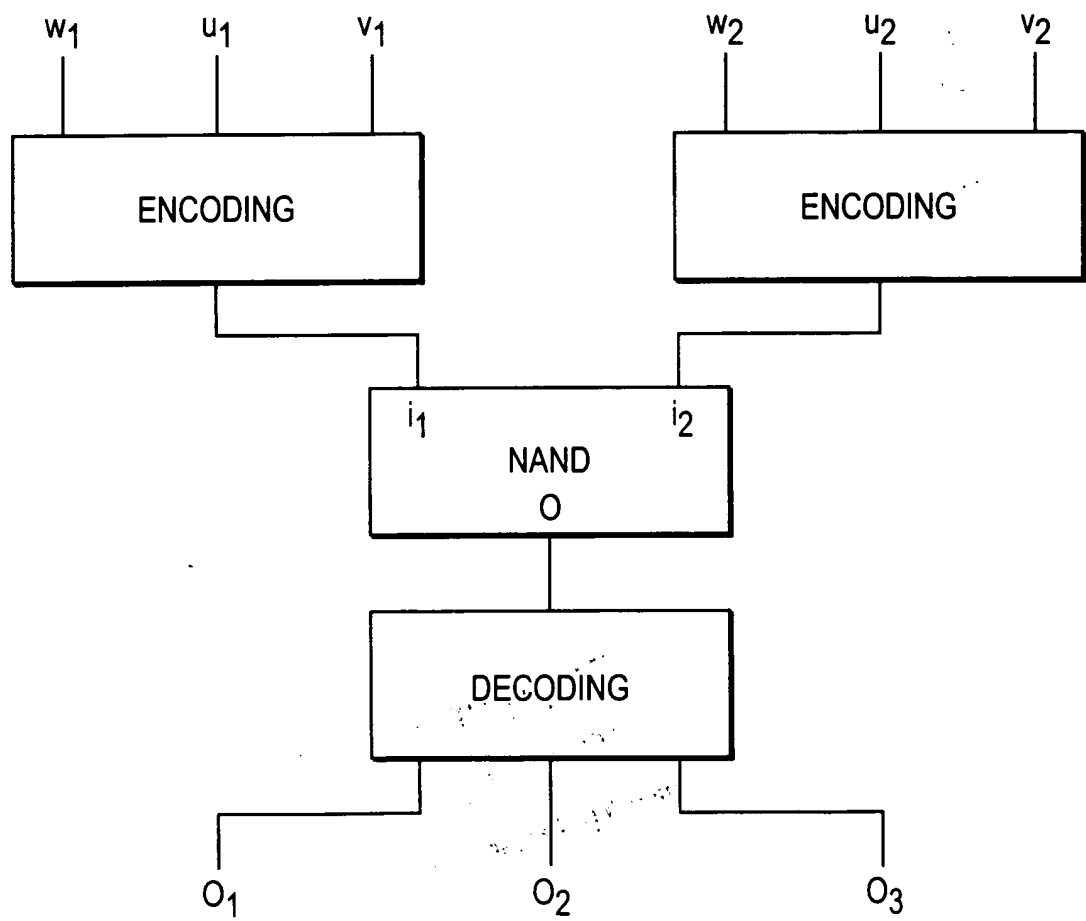 w1 u1 v1 w2 u2 v2
ENCODING ENCODING
i1 i2
NAND
O
DECODING
O1 O2 O3